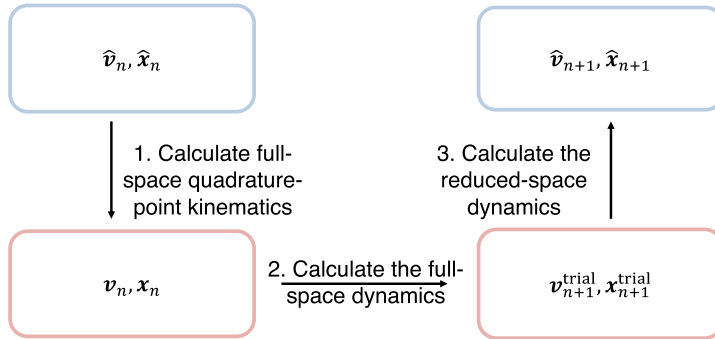 v̂ₙ, x̂ₙ
v̂ₙ₊₁, x̂ₙ₊₁
1. Calculate full-
space quadrature-
point kinematics
3. Calculate the
reduced-space
dynamics
vₙ, xₙ
2. Calculate the full-
space dynamics
vₙ₊₁ᵗʳⁱᵃˡ, xₙ₊₁ᵗʳⁱᵃˡ